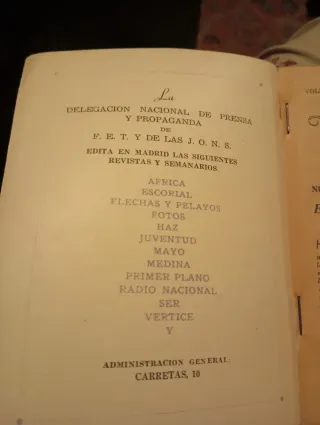 La
DELEGACION NACIONAL DE PRENSA
Y PROPAGANDA
DE
F. E. T. Y DE LAS J. O. N. S.
EDITA EN MADRID LAS SIGUIENTES
REVISTAS Y SEMANARIOS
AFRICA
ESCORIAL
FLECHAS Y PELAYOS
FOTOS
HAZ
JUVENTUD
MAYO
MEDINA
PRIMER PLANO
RADIO NACIONAL
SER
VERTICE
Y
ADMINISTRACION GENERAL:
CARRETAS, 10